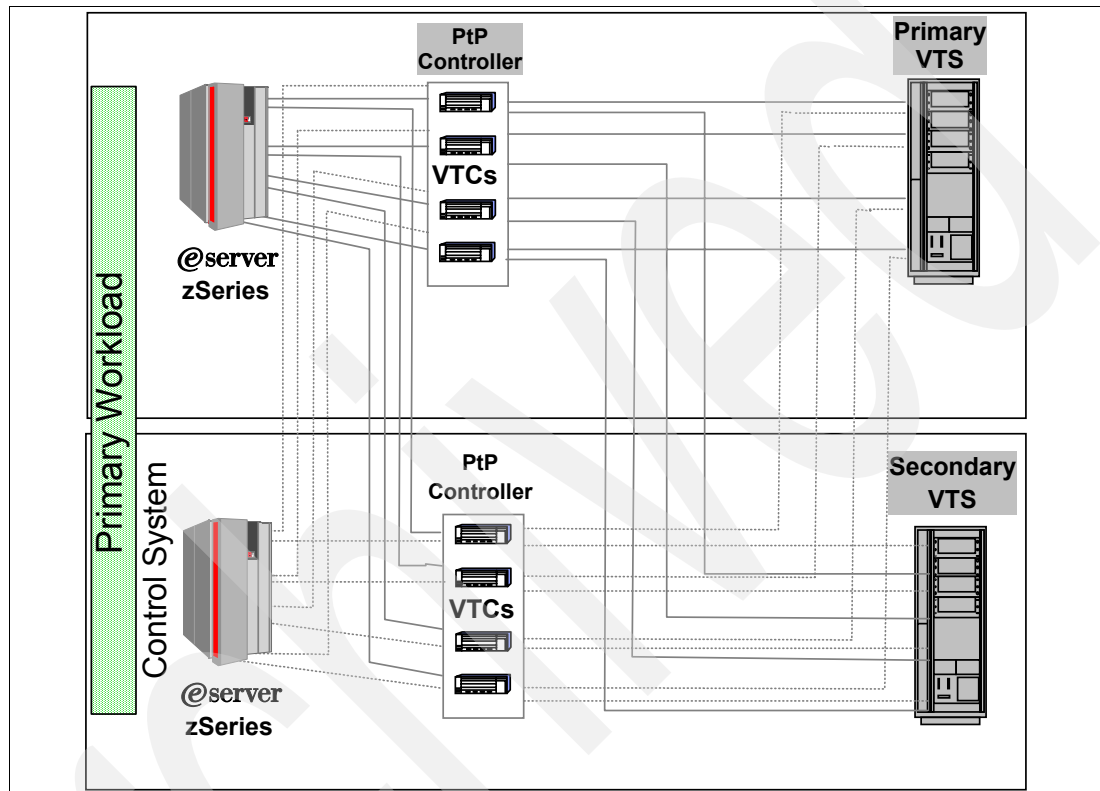 PtP
Controller
Primary
VTS
VTCs
@server
zSeries
Primary Workload
PtP
Controller
Secondary
VTS
Control System
VTCs
@server
zSeries